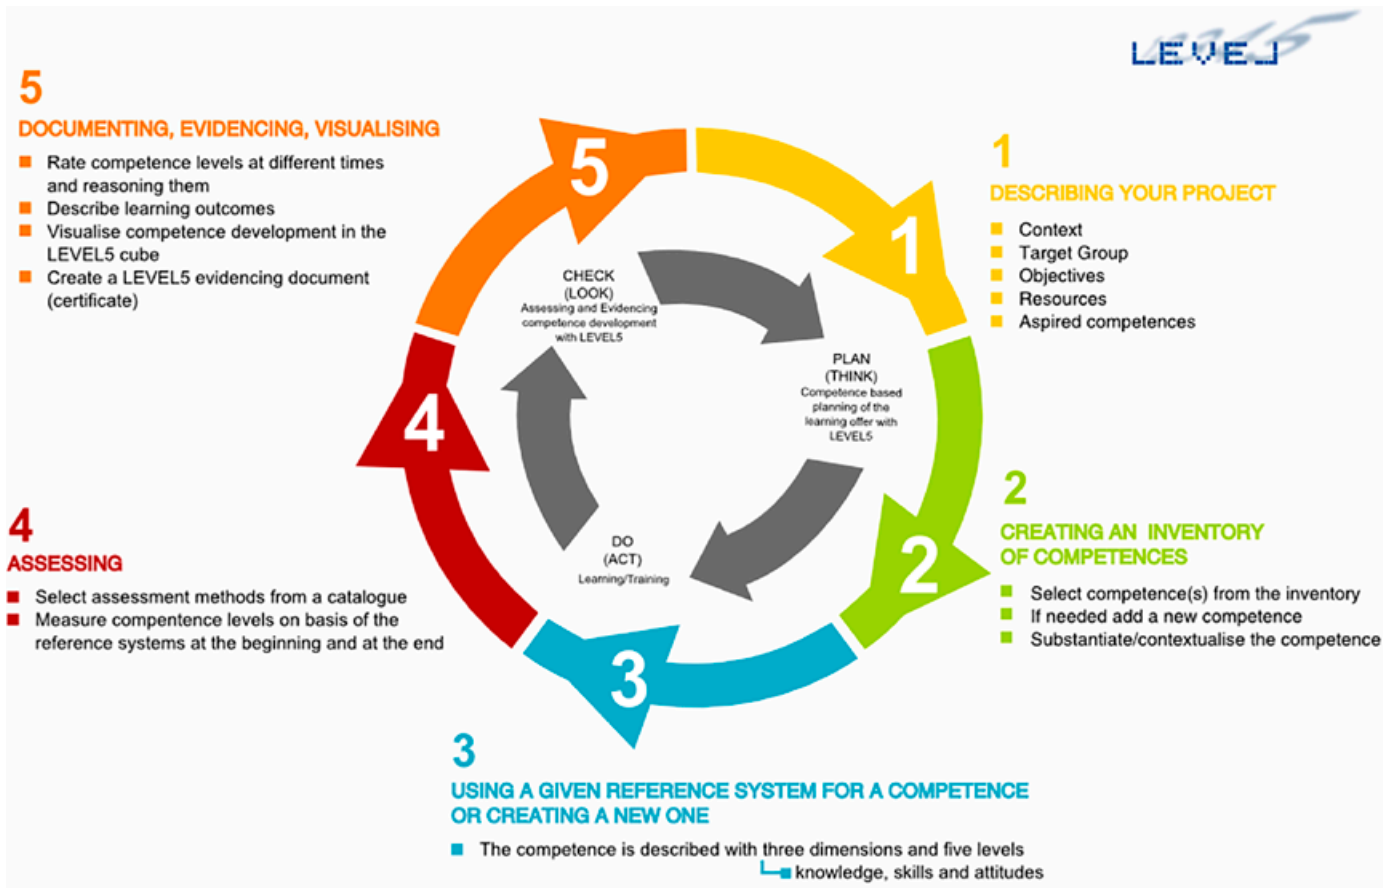 LEVEL5
5
DOCUMENTING, EVIDENCING, VISUALISING
Rate competence levels at different times
and reasoning them
Describe learning outcomes
Visualise competence development in the
LEVEL5 cube
Create a LEVEL5 evidencing document
(certificate)
5
1
1
DESCRIBING YOUR PROJECT
Context
Target Group
Objectives
Resources
Aspired competences
CHECK
(LOOK)
Assessing and Evidencing
competence development
with LEVEL5
PLAN
(THINK)
Competence based
planning of the
learning offer with
LEVEL5
DO
(ACT)
Learning/Training
4
2
3
2
CREATING AN INVENTORY
OF COMPETENCES
Select competence(s) from the inventory
If needed add a new competence
Substantiate/contextualise the competence
4
ASSESSING
Select assessment methods from a catalogue
Measure compentence levels on basis of the
reference systems at the beginning and at the end
3
USING A GIVEN REFERENCE SYSTEM FOR A COMPETENCE
OR CREATING A NEW ONE
The competence is described with three dimensions and five levels
knowledge, skills and attitudes